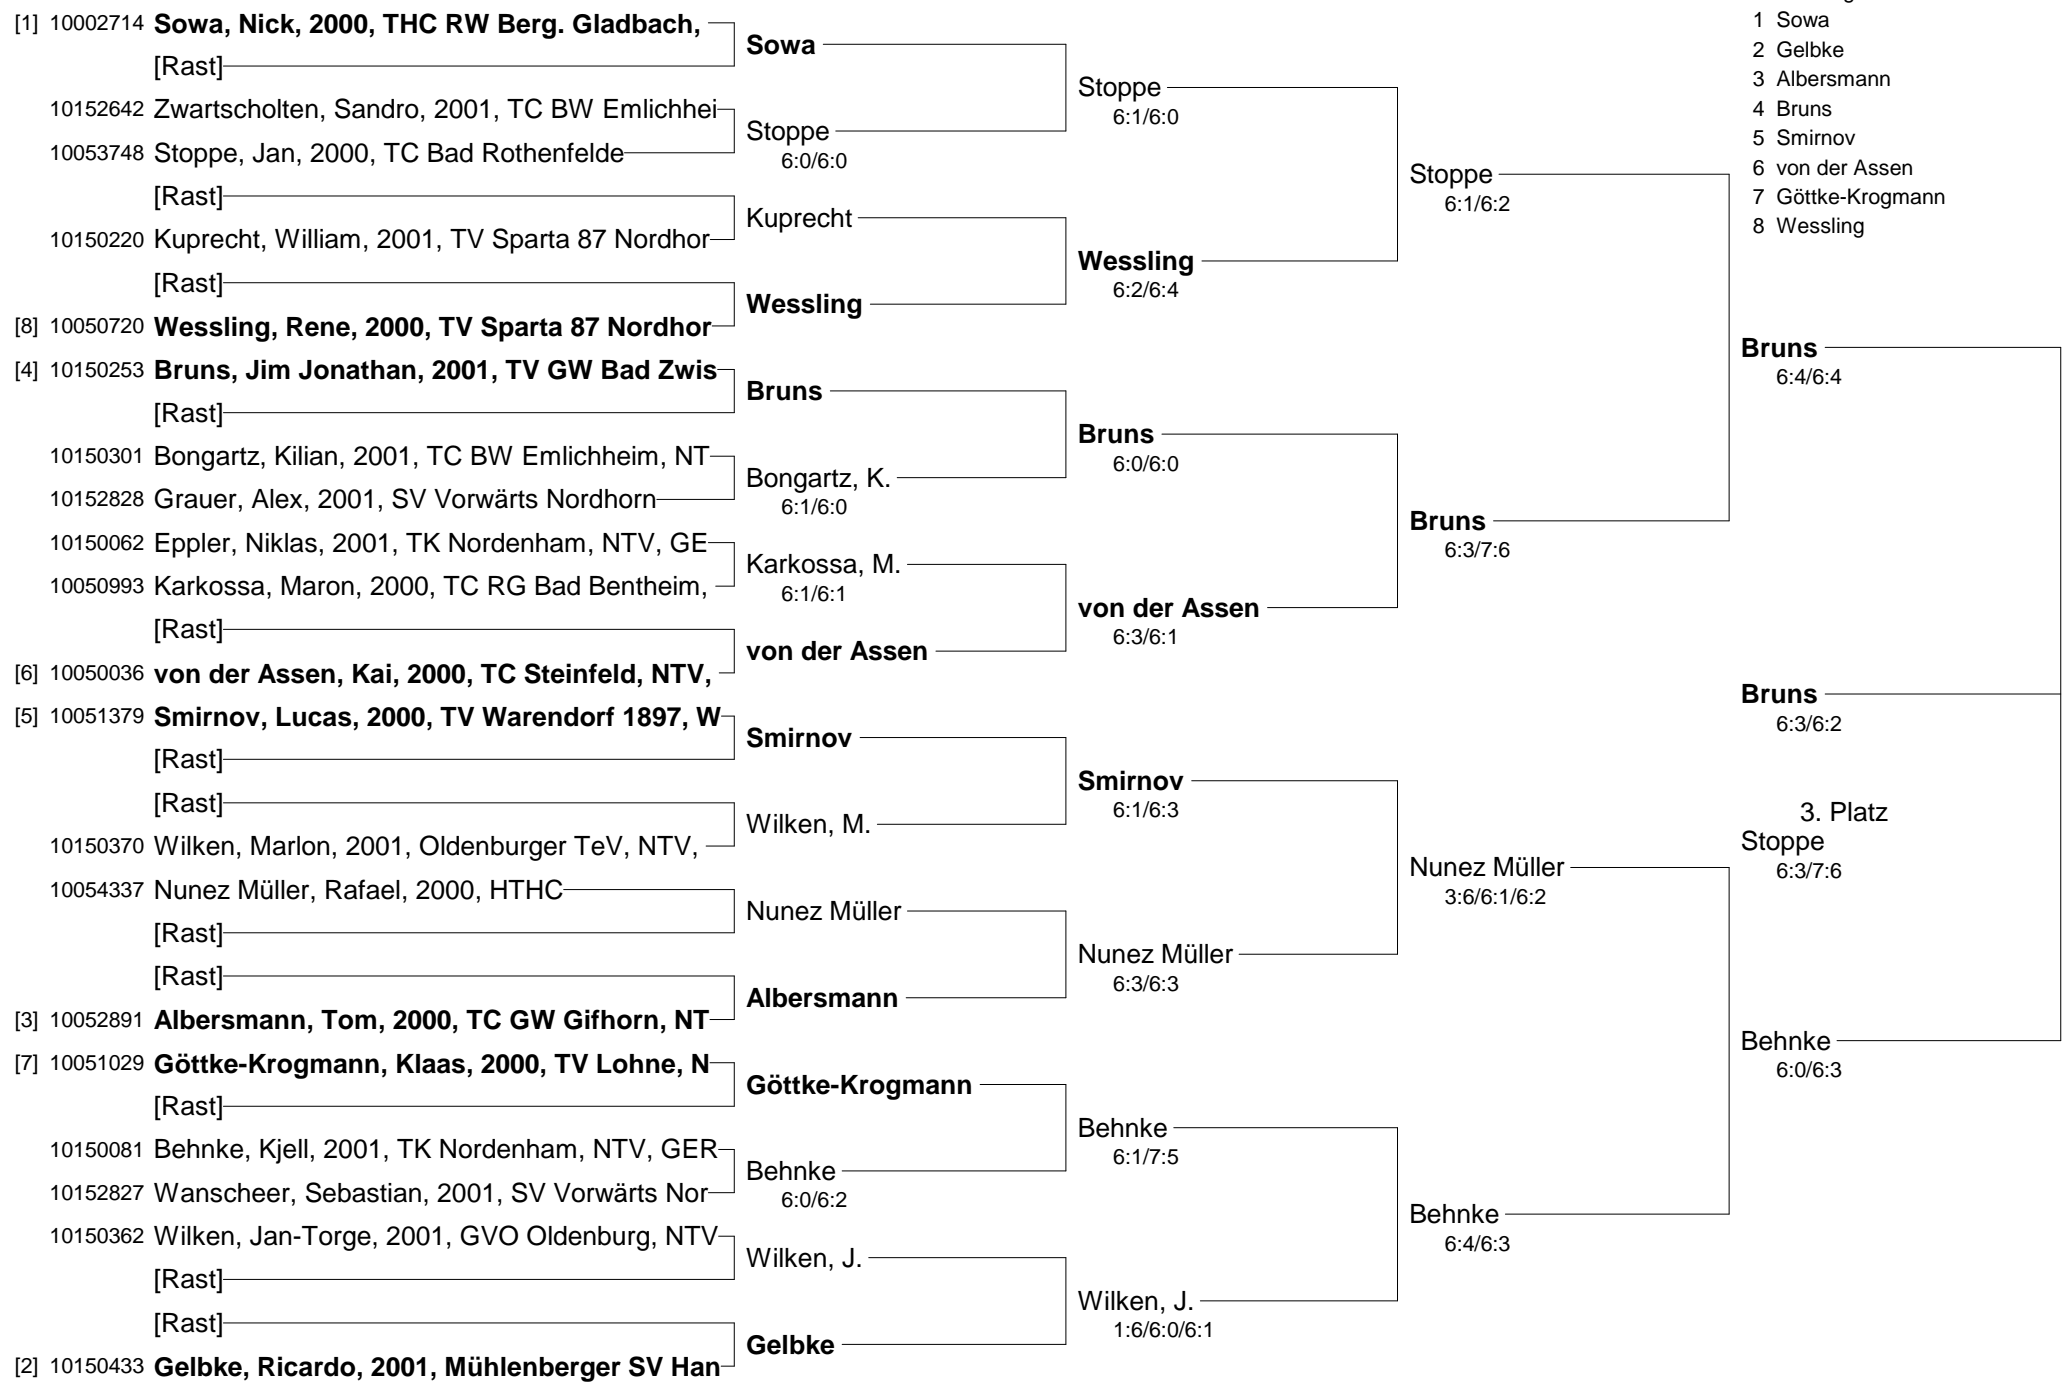 [1] 10002714 Sowa, Nick, 2000, THC RW Berg. Gladbach,
[Rast]
10152642 Zwartscholten, Sandro, 2001, TC BW Emlichhei
10053748 Stoppe, Jan, 2000, TC Bad Rothenfelde
[Rast]
10150220 Kuprecht, William, 2001, TV Sparta 87 Nordhor
[Rast]
[8] 10050720 Wessling, Rene, 2000, TV Sparta 87 Nordhor
[4] 10150253 Bruns, Jim Jonathan, 2001, TV GW Bad Zwis
[Rast]
10150301 Bongartz, Kilian, 2001, TC BW Emlichheim, NT
10152828 Grauer, Alex, 2001, SV Vorwärts Nordhorn
10150062 Eppler, Niklas, 2001, TK Nordenham, NTV, GE
10050993 Karkossa, Maron, 2000, TC RG Bad Bentheim,
[Rast]
[6] 10050036 von der Assen, Kai, 2000, TC Steinfeld, NTV,
[5] 10051379 Smirnov, Lucas, 2000, TV Warendorf 1897, W
[Rast]
[Rast]
10150370 Wilken, Marlon, 2001, Oldenburger TeV, NTV,
10054337 Nunez Müller, Rafael, 2000, HTHC
[Rast]
[Rast]
[3] 10052891 Albersmann, Tom, 2000, TC GW Gifhorn, NT
[7] 10051029 Göttke-Krogmann, Klaas, 2000, TV Lohne, N
[Rast]
10150081 Behnke, Kjell, 2001, TK Nordenham, NTV, GER
10152827 Wanscheer, Sebastian, 2001, SV Vorwärts Nor
10150362 Wilken, Jan-Torge, 2001, GVO Oldenburg, NTV
[Rast]
[Rast]
[2] 10150433 Gelbke, Ricardo, 2001, Mühlenberger SV Han
Sowa
Stoppe
6:0/6:0
Kuprecht
Wessling
Bruns
Bongartz, K.
6:1/6:0
Karkossa, M.
6:1/6:1
von der Assen
Smirnov
Wilken, M.
Nunez Müller
Albersmann
Göttke-Krogmann
Behnke
6:0/6:2
Wilken, J.
Gelbke
Stoppe
6:1/6:0
Wessling
6:2/6:4
Bruns
6:0/6:0
von der Assen
6:3/6:1
Smirnov
6:1/6:3
Nunez Müller
6:3/6:3
Behnke
6:1/7:5
Wilken, J.
1:6/6:0/6:1
Stoppe
6:1/6:2
Bruns
6:3/7:6
Nunez Müller
3:6/6:1/6:2
Behnke
6:4/6:3
1 Sowa
2 Gelbke
3 Albersmann
4 Bruns
5 Smirnov
6 von der Assen
7 Göttke-Krogmann
8 Wessling
Bruns
6:4/6:4
Bruns
6:3/6:2
3. Platz
Stoppe
6:3/7:6
Behnke
6:0/6:3